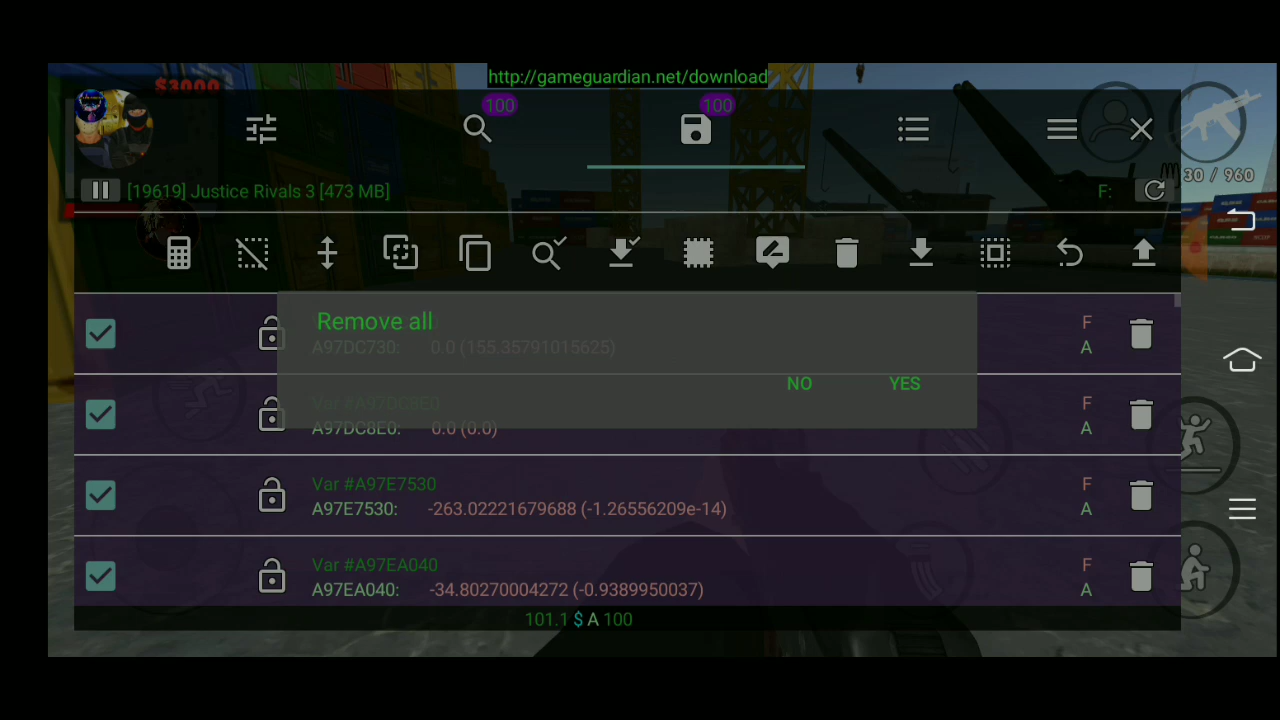 http://gameguardian.net/download
$3000
100
100
[19619] Justice Rivals 3 [473 MB]
F:
30 / 960
Remove all
A97DC730: 0.0 (155.35791015625)
F
A
NO YES
Var #A97DC8E0
A97DC8E0: 0.0 (0.0)
F
A
Var #A97E7530
A97E7530: -263.02221679688 (-1.26556209e-14)
F
A
Var #A97EA040
A97EA040: -34.80270004272 (-0.9389950037)
F
A
101.1 $ A 100